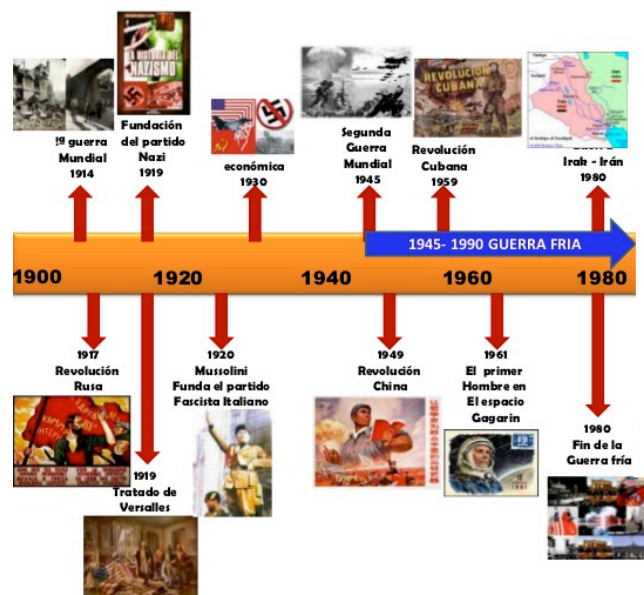 LA HISTORIA DEL
NAZISMO
!ª guerra
Mundial
1914
Fundación
del partido
Nazi
1919
económica
1930
Segunda
Guerra
Mundial
1945
REVOLUCIÓN
CUBANA
Revolución
Cubana
1959
Irak - Irán
1980
1945- 1990 GUERRA FRIA
1900
1920
1940
1960
1980
1917
Revolución
Rusa
1919
Tratado de
Versalles
1920
Mussolini
Funda el partido
Fascista Italiano
1949
Revolución
China
1961
El primer
Hombre en
El espacio
Gagarin
1980
Fin de la
Guerra fría